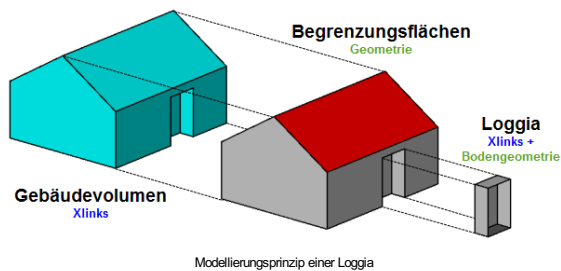 Begrenzungsflächen
Geometrie
Loggia
Xlinks +
Bodengeometrie
Gebäudevolumen
Xlinks
Modellierungsprinzip einer Loggia